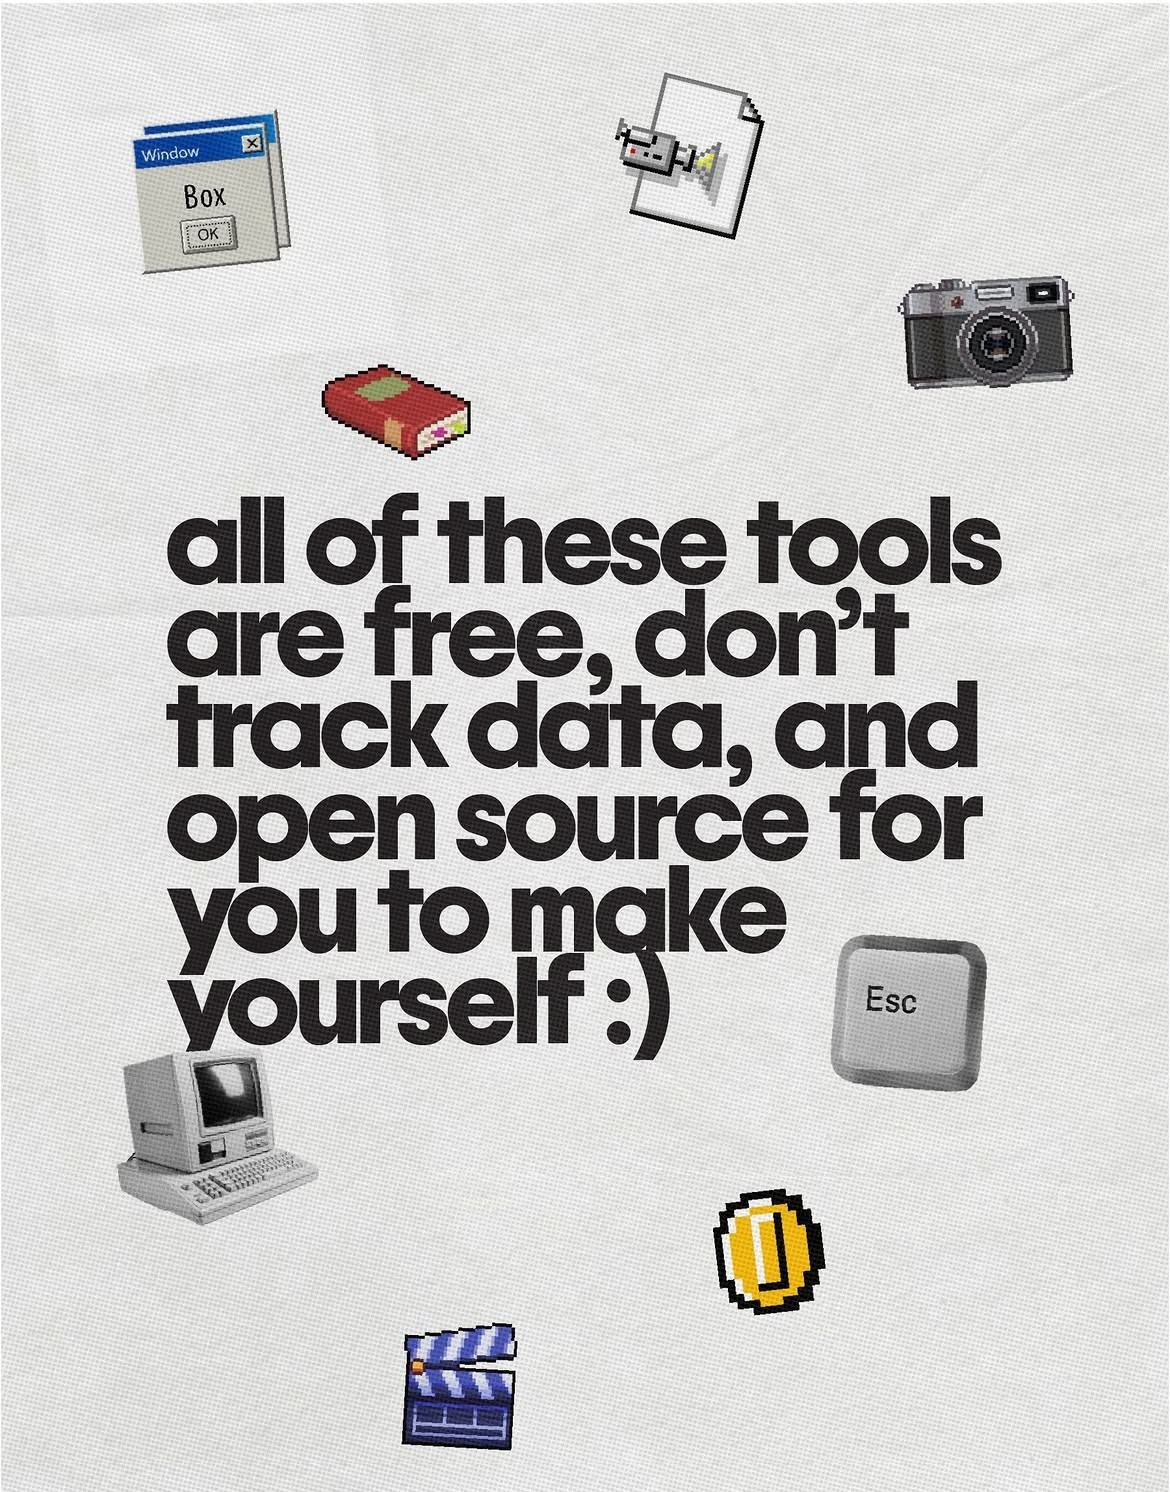 Window
Box
OK
all of these tools
are free, don’t
track data, and
open source for
you to make
yourself :)
Esc